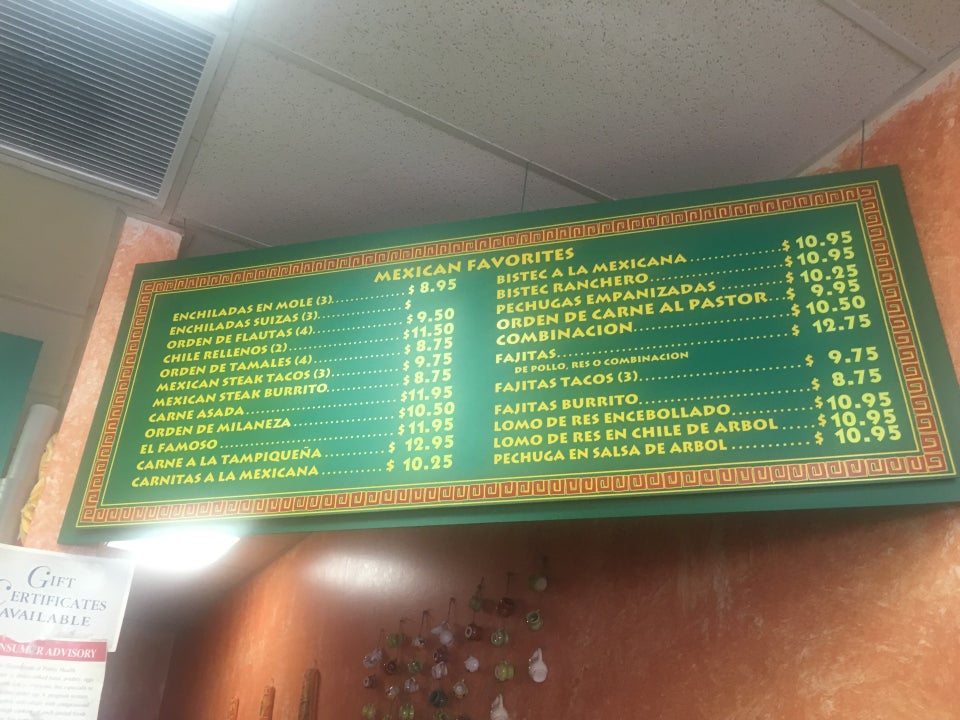 MEXICAN FAVORITES
ENCHILADAS EN MOLE (3)..........$ 8.95
ENCHILADAS SUIZAS (3)..........$
ORDEN DE FLAUTAS (4)..........$ 9.50
CHILE RELLENOS (2)..........$11.50
ORDEN DE TAMALES (4)..........$ 8.75
MEXICAN STEAK TACOS (3)..........$ 9.75
MEXICAN STEAK BURRITO..........$ 8.75
CARNE ASADA..........$11.95
ORDEN DE MILANEZA..........$10.50
EL FAMOSO..........$11.95
CARNE A LA TAMPIQUEÑA..........$ 12.95
CARNITAS A LA MEXICANA..........$ 10.25
BISTEC A LA MEXICANA..........$ 10.95
BISTEC RANCHERO..........$ 10.95
PECHUGAS EMPANIZADAS..........$ 10.25
ORDEN DE CARNE AL PASTOR..........$ 9.95
COMBINACION..........$ 10.50
FAJITAS..........$ 12.75
DE POLLO, RES O COMBINACION
FAJITAS TACOS (3)..........$ 9.75
FAJITAS BURRITO..........$ 8.75
LOMO DE RES ENCEBOLLADO..........$10.95
LOMO DE RES EN CHILE DE ARBOL..........$10.95
PECHUGA EN SALSA DE ARBOL..........$ 10.95
GIFT
CERTIFICATES
AVAILABLE
NSUMER ADVISORY